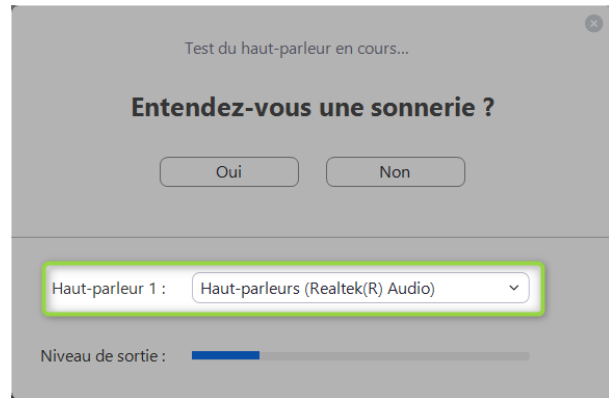 Test du haut-parleur en cours...
Entendez-vous une sonnerie ?
Oui Non
Haut-parleur 1 : Haut-parleurs (Realtek(R) Audio)
Niveau de sortie :